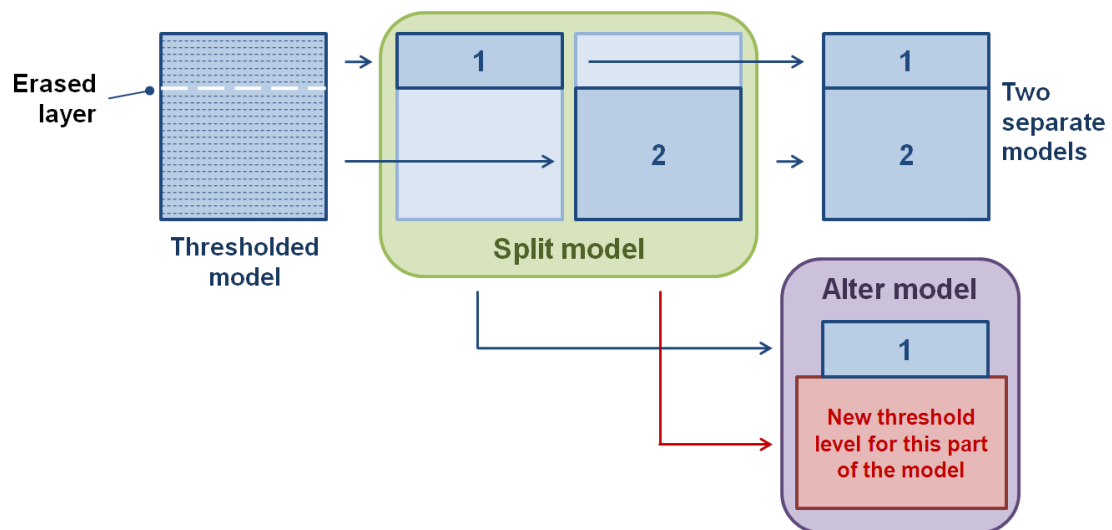 Erased
layer
Thresholded
model
1
2
Split model
1
2
Two
separate
models
Alter model
1
New threshold
level for this part
of the model